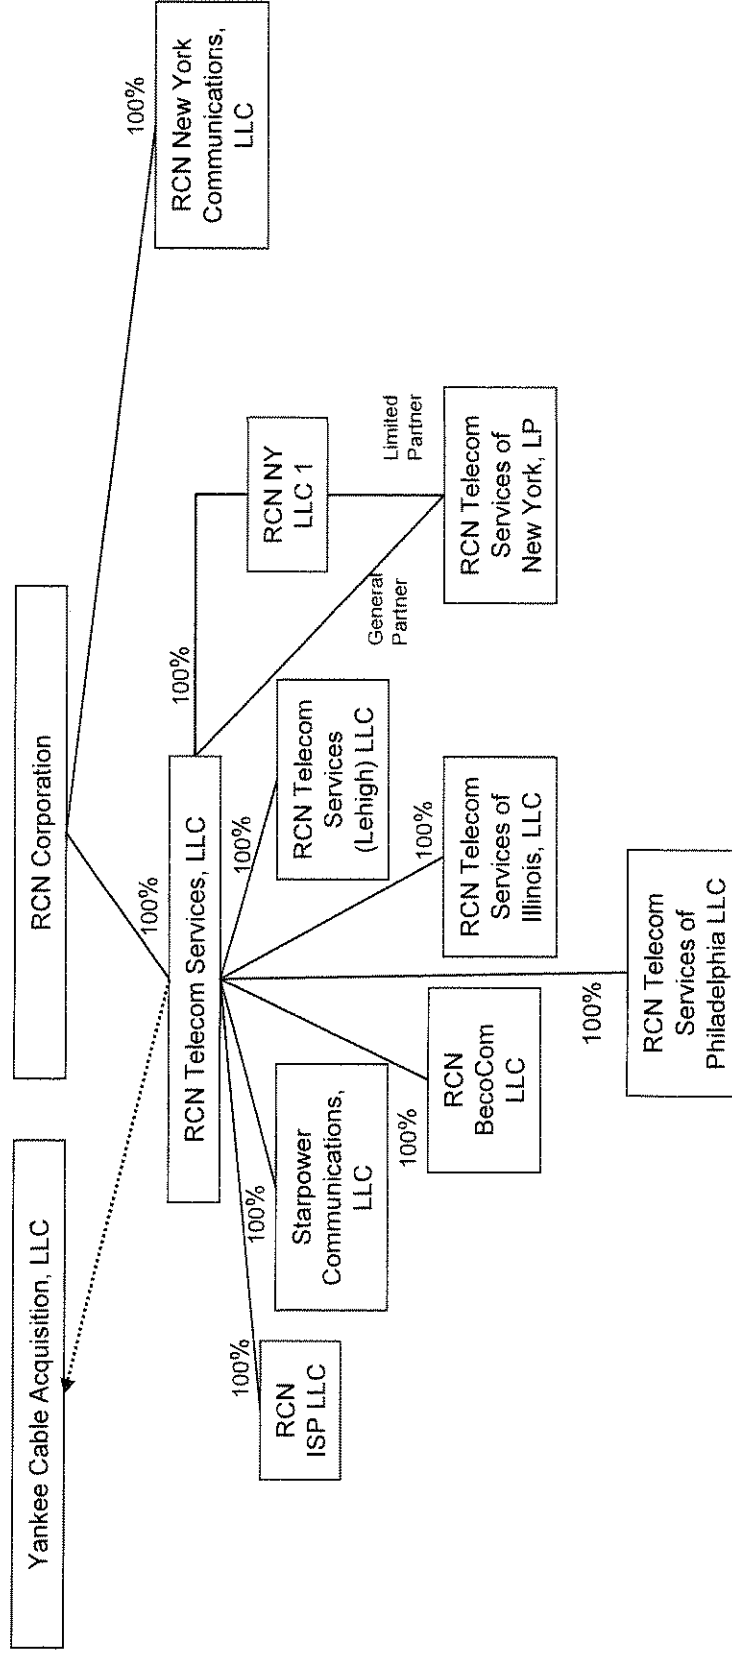 Yankee Cable Acquisition, LLC
RCN Corporation
100%
100%
RCN New York
Communications,
LLC
RCN Telecom Services, LLC
100%
100%
100%
100%
RCN NY
LLC 1
RCN
ISP LLC
Starpower
Communications,
LLC
RCN Telecom
Services
(Lehigh) LLC
General
Partner
Limited
Partner
100%
100%
RCN
BecoCom
LLC
RCN Telecom
Services of
Illinois, LLC
RCN Telecom
Services of
New York, LP
100%
RCN Telecom
Services of
Philadelphia LLC